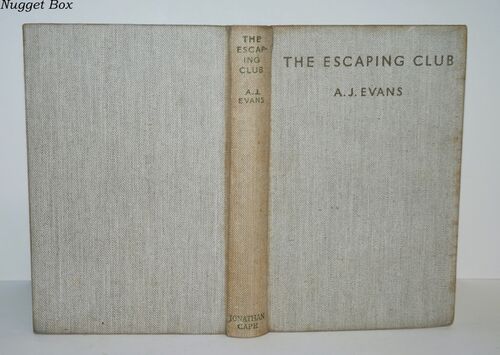 Nugget Box
THE
ESCAP-
ING
CLUB
A.J.
EVANS
JONATHAN
CAPE
THE ESCAPING CLUB
A.J. EVANS